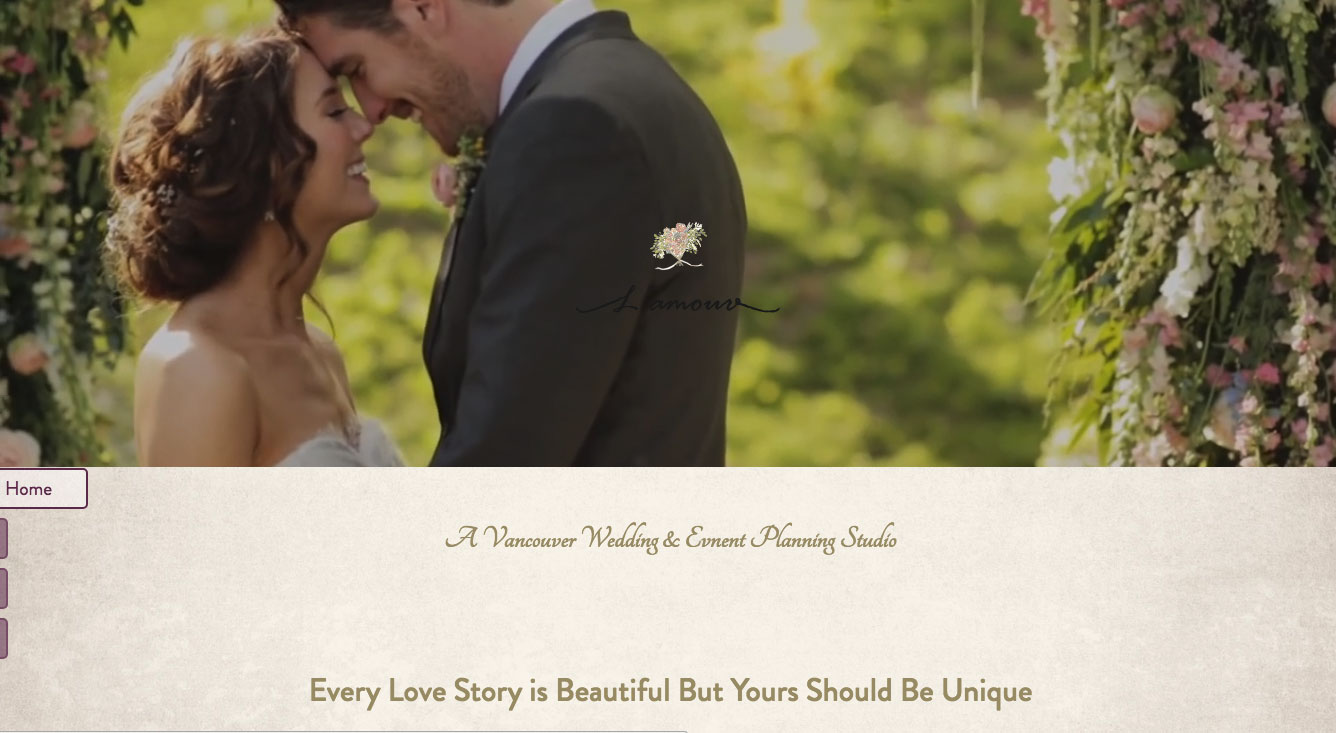 L'amour
Home
A Vancouver Wedding & Evnent Planning Studio
Every Love Story is Beautiful But Yours Should Be Unique